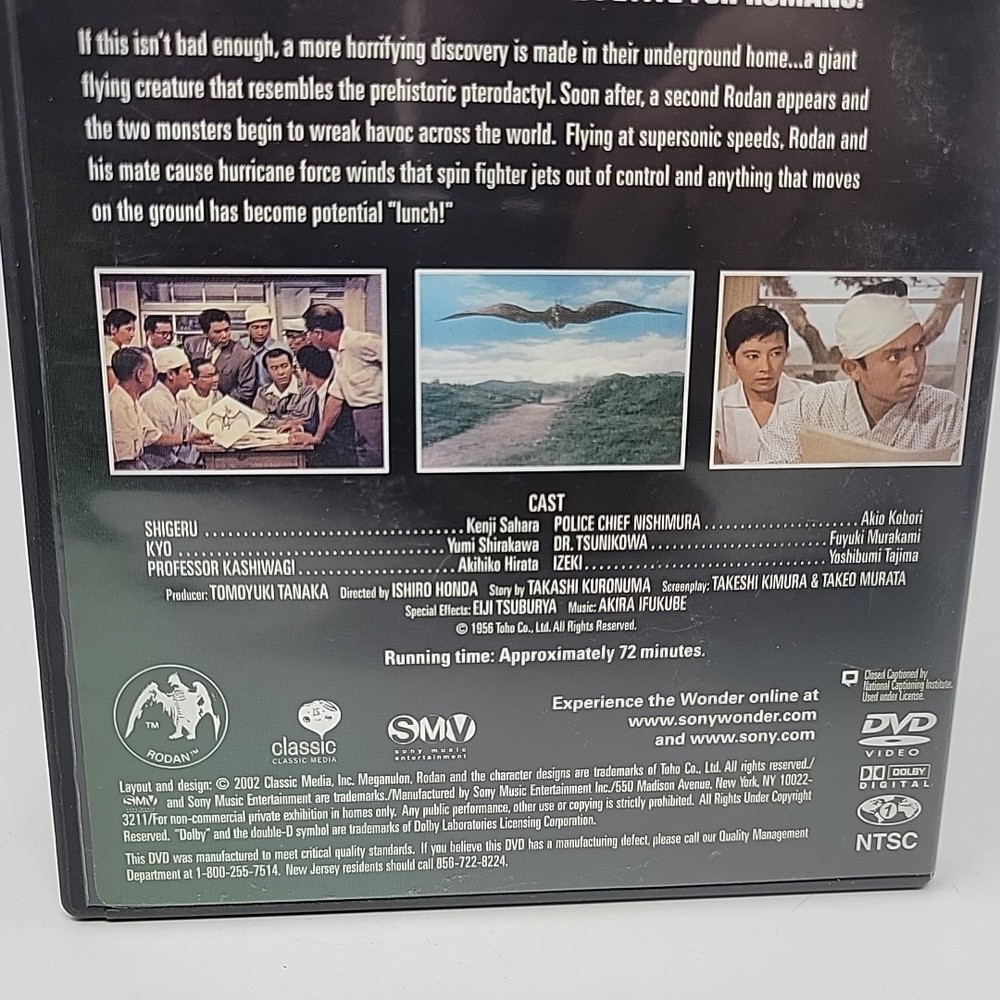 FOR HUMANS!
If this isn't bad enough, a more horrifying discovery is made in their underground home...a giant
flying creature that resembles the prehistoric pterodactyl. Soon after, a second Rodan appears and
the two monsters begin to wreak havoc across the world. Flying at supersonic speeds, Rodan and
his mate cause hurricane force winds that spin fighter jets out of control and anything that moves
on the ground has become potential "lunch!"
CAST
SHIGERU ........................................ Kenji Sahara POLICE CHIEF NISHIMURA ........................ Akio Kobori
KYO ............................................ Yumi Shirakawa DR. TSUNIKOWA ........................... Fuyuki Murakami
PROFESSOR KASHIWAGI ........................ Akihiko Hirata IZEKI ........................................ Yoshibumi Tajima
Producer: TOMOYUKI TANAKA Directed by ISHIRO HONDA Story by TAKASHI KURONUMA Screenplay: TAKESHI KIMURA & TAKEO MURATA
Special Effects: EIJI TSUBURYA Music: AKIRA IFUKUBE
© 1956 Toho Co., Ltd. All Rights Reserved.
Running time: Approximately 72 minutes.
TM
RODAN™
classic
CLASSIC MEDIA
SMV
sony music
entertainment
Experience the Wonder online at
www.sonywonder.com
and www.sony.com
Closed Captioned by
National Captioning Institute.
Used under License.
DVD
VIDEO
DOLBY
DIGITAL
1
NTSC
Layout and design: © 2002 Classic Media, Inc. Meganulon, Rodan and the character designs are trademarks of Toho Co., Ltd. All rights reserved./
SMV and Sony Music Entertainment are trademarks./Manufactured by Sony Music Entertainment Inc./550 Madison Avenue, New York, NY 10022-
3211/For non-commercial private exhibition in homes only. Any public performance, other use or copying is strictly prohibited. All Rights Under Copyright
Reserved. "Dolby" and the double-D symbol are trademarks of Dolby Laboratories Licensing Corporation.
This DVD was manufactured to meet critical quality standards. If you believe this DVD has a manufacturing defect, please call our Quality Management
Department at 1-800-255-7514. New Jersey residents should call 856-722-8224.